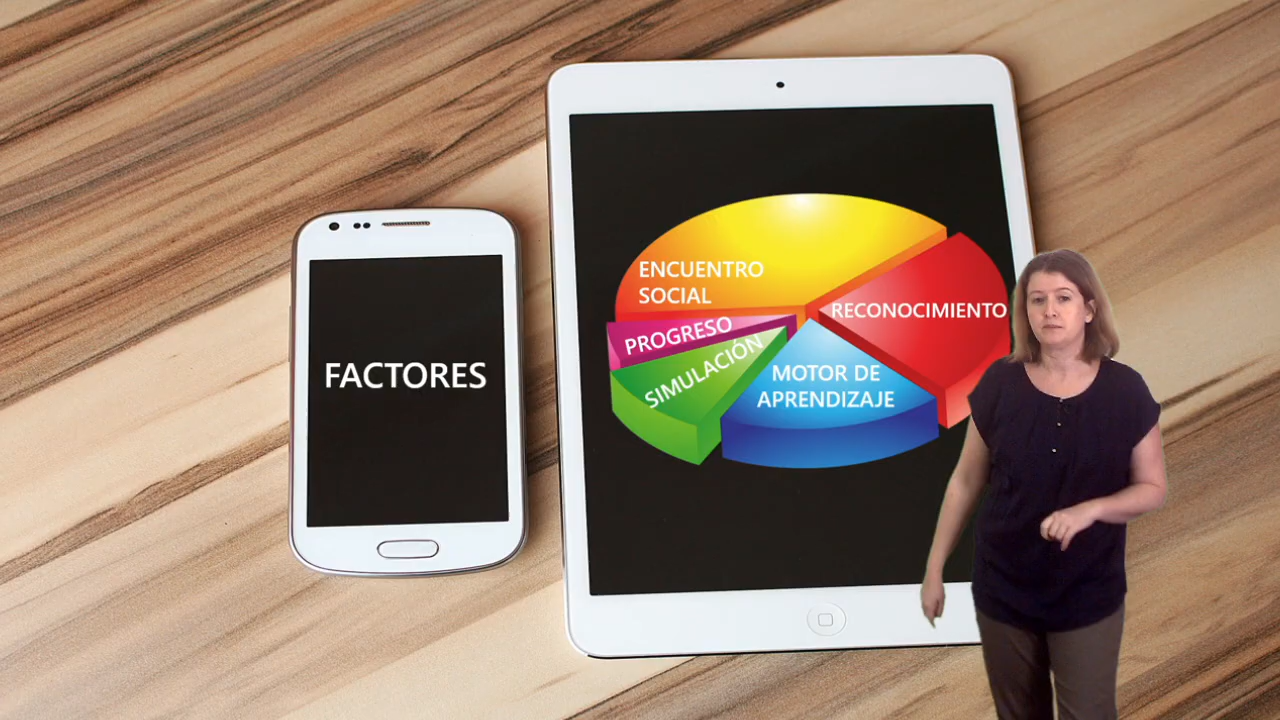 FACTORES
ENCUENTRO
SOCIAL
RECONOCIMIENTO
PROGRESO
SIMULACIÓN
MOTOR DE
APRENDIZAJE